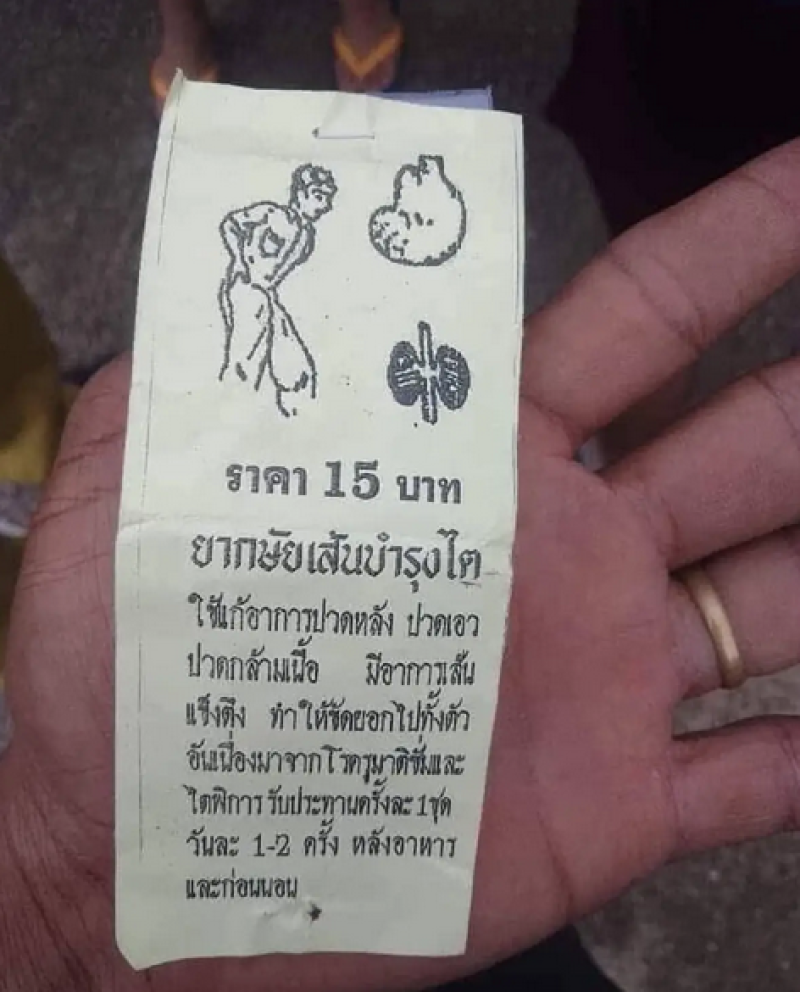 ราคา 15 บาท
ยากษัยเส้นบำรุงไต
ใช้แก้อาการปวดหลัง ปวดเอว
ปวดกล้ามเนื้อ มีอาการเส้น
แข็งตึง ทำให้ขัดยอกไปทั้งตัว
อันเนื่องมาจากโรครูมาติซั่มและ
ไตพิการ รับประทานครั้งละ 1ชุด
วันละ 1-2 ครั้ง หลังอาหาร
และก่อนนอน